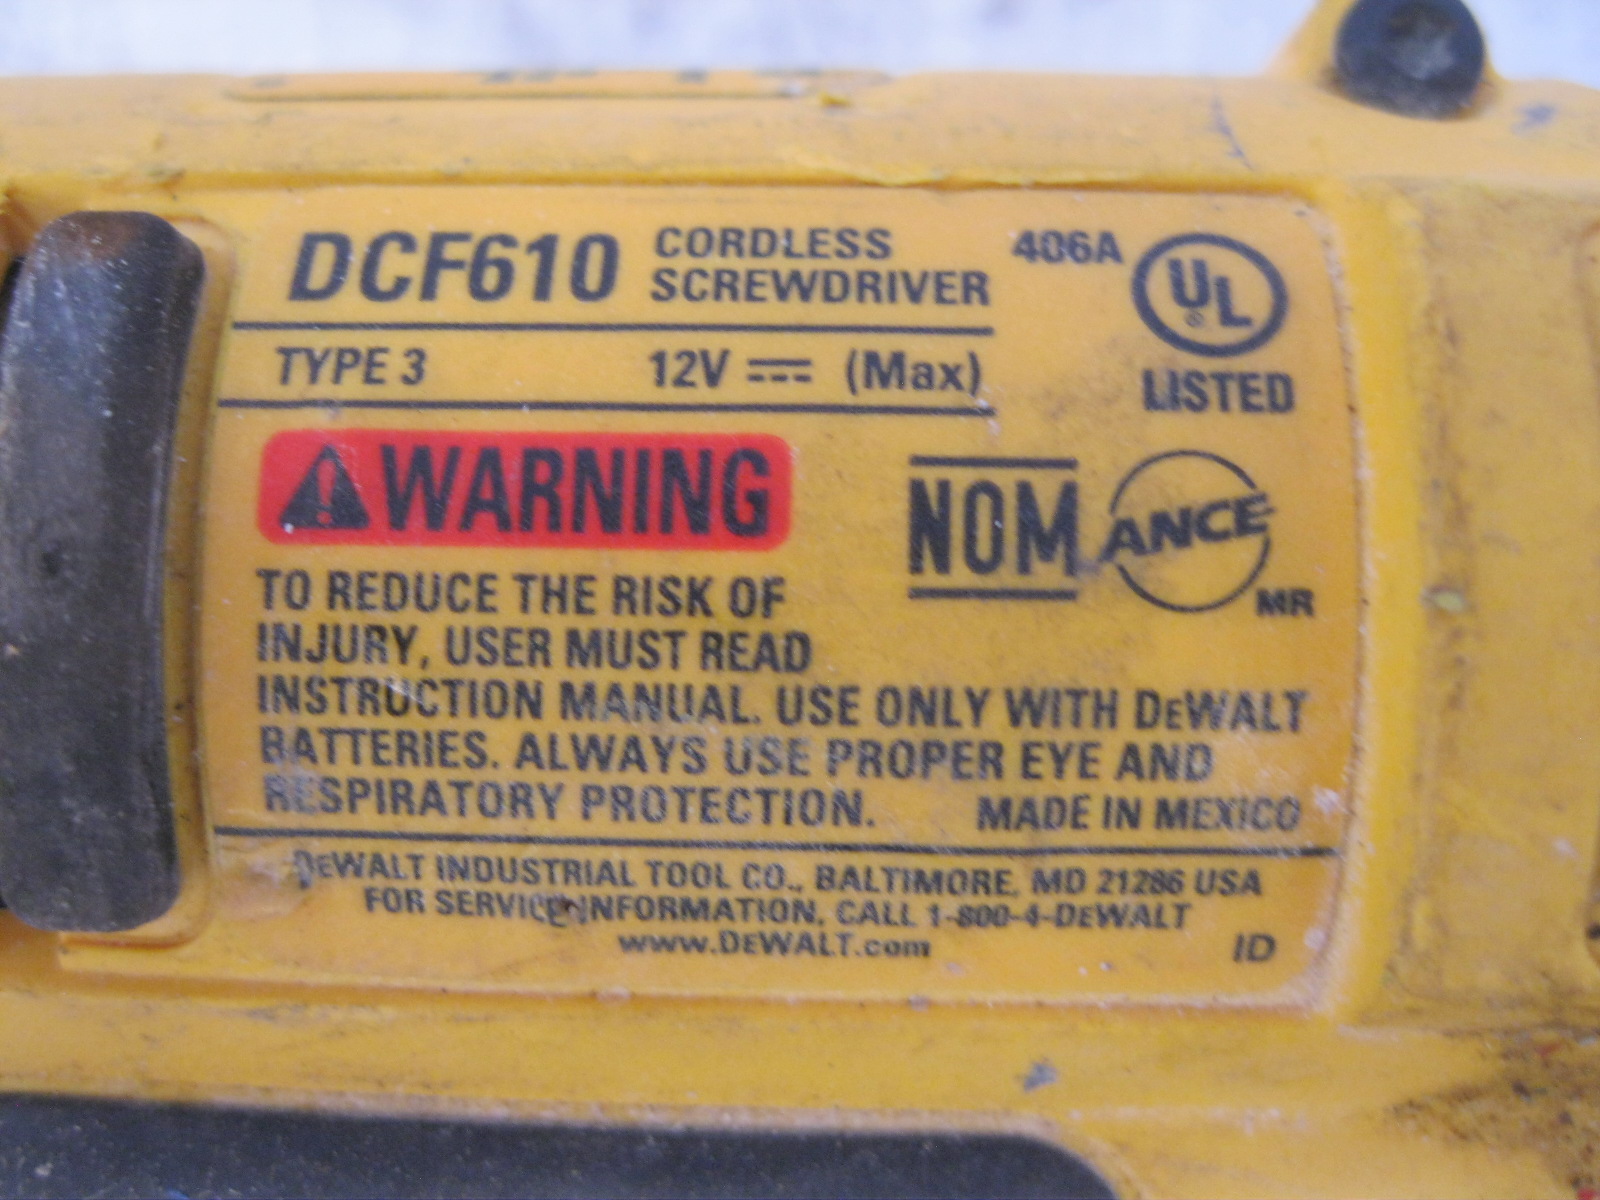 DCF610 CORDLESS SCREWDRIVER
406A
UL
LISTED
TYPE 3 12V (Max)
WARNING
NOM
ANCE
MR
TO REDUCE THE RISK OF
INJURY, USER MUST READ
INSTRUCTION MANUAL. USE ONLY WITH DEWALT
BATTERIES. ALWAYS USE PROPER EYE AND
RESPIRATORY PROTECTION. MADE IN MEXICO
DEWALT INDUSTRIAL TOOL CO., BALTIMORE, MD 21286 USA
FOR SERVICE INFORMATION, CALL 1-800-4-DEWALT
www.DEWALT.com
ID